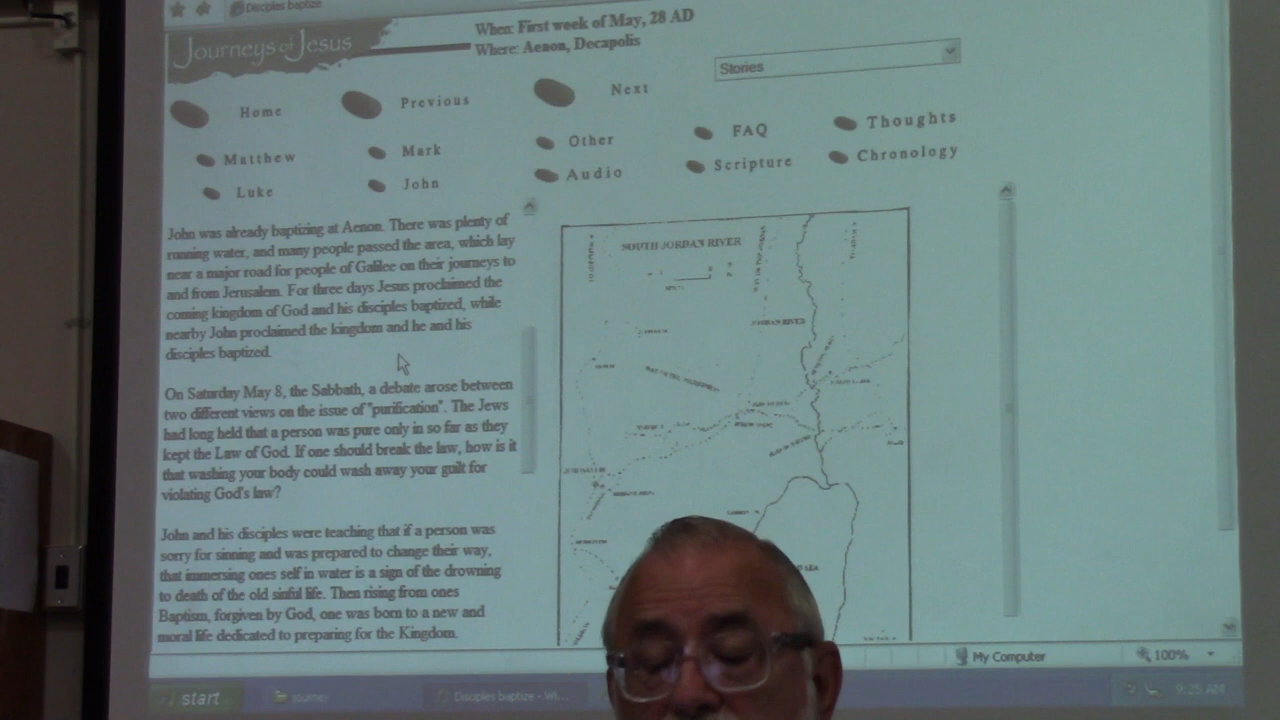 Disciples baptize
Journeys of Jesus
When: First week of May, 28 AD
Where: Aenon, Decapolis
Stories
Home
Previous
Next
Matthew
Mark
Other
FAQ
Thoughts
Luke
John
Audio
Scripture
Chronology
John was already baptizing at Aenon. There was plenty of
running water, and many people passed the area, which lay
near a major road for people of Galilee on their journeys to
and from Jerusalem. For three days Jesus proclaimed the
coming kingdom of God and his disciples baptized, while
nearby John proclaimed the kingdom and he and his
disciples baptized.
On Saturday May 8, the Sabbath, a debate arose between
two different views on the issue of "purification". The Jews
had long held that a person was pure only in so far as they
kept the Law of God. If one should break the law, how is it
that washing your body could wash away your guilt for
violating God's law?
John and his disciples were teaching that if a person was
sorry for sinning and was prepared to change their way,
that immersing ones self in water is a sign of the drowning
to death of the old sinful life. Then rising from ones
Baptism, forgiven by God, one was born to a new and
moral life dedicated to preparing for the Kingdom.
SOUTH JORDAN RIVER
JORDAN RIVER
SEA
My Computer
100%
start
Disciples baptize - Wi...
9:25 AM